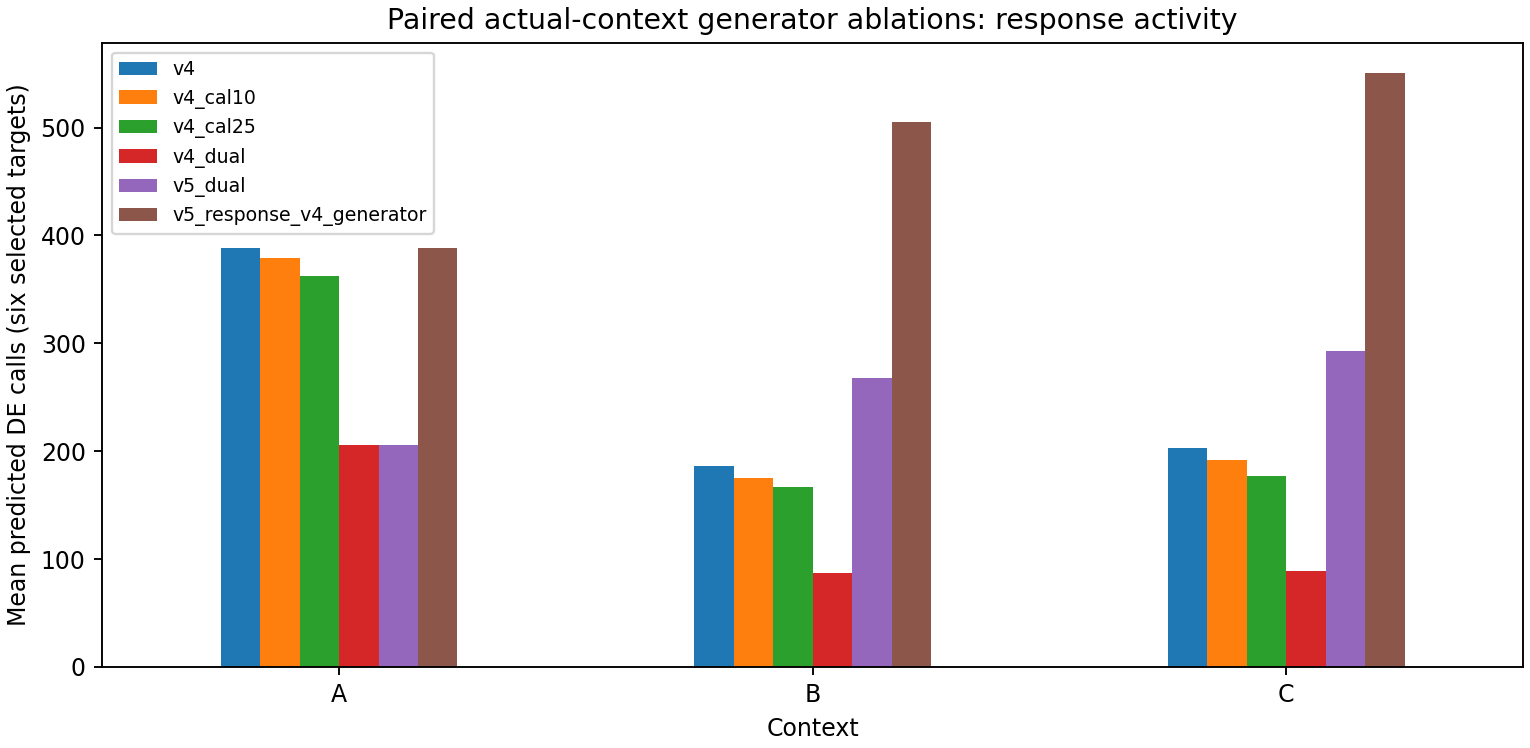 Paired actual-context generator ablations: response activity
v4
v4_cal10
v4_cal25
v4_dual
v5_dual
v5_response_v4_generator
Mean predicted DE calls (six selected targets)
500
400
300
200
100
0
A
B
C
Context